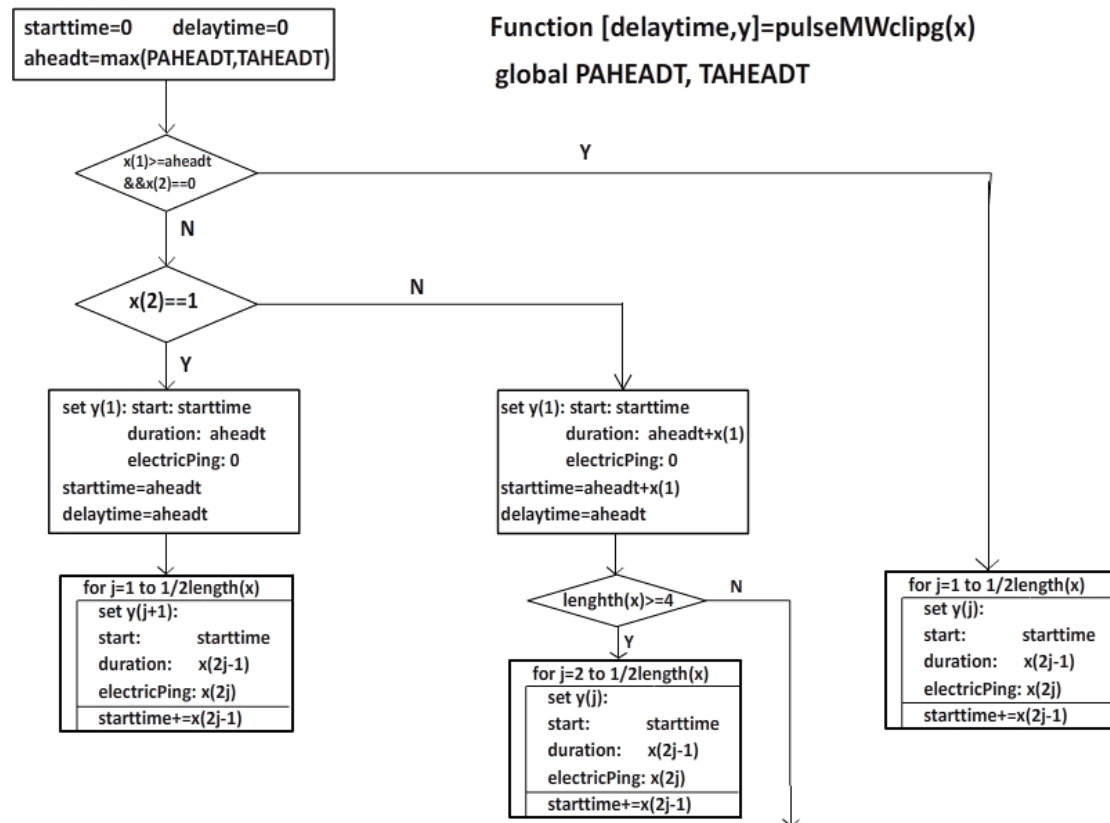 starttime=0 delaytime=0
aheadt=max(PAHEADT,TAHEADT)
Function [delaytime,y]=pulseMWclipg(x)
global PAHEADT, TAHEADT
x(1)>=aheadt
&&x(2)==0
Y
N
x(2)==1
N
Y
set y(1): start: starttime
duration: aheadt
electricPing: 0
starttime=aheadt
delaytime=aheadt
set y(1): start: starttime
duration: aheadt+x(1)
electricPing: 0
starttime=aheadt+x(1)
delaytime=aheadt
for j=1 to 1/2length(x)
set y(j+1):
start: starttime
duration: x(2j-1)
electricPing: x(2j)
starttime+=x(2j-1)
lenghth(x)>=4
N
Y
for j=2 to 1/2length(x)
set y(j):
start: starttime
duration: x(2j-1)
electricPing: x(2j)
starttime+=x(2j-1)
for j=1 to 1/2length(x)
set y(j):
start: starttime
duration: x(2j-1)
electricPing: x(2j)
starttime+=x(2j-1)